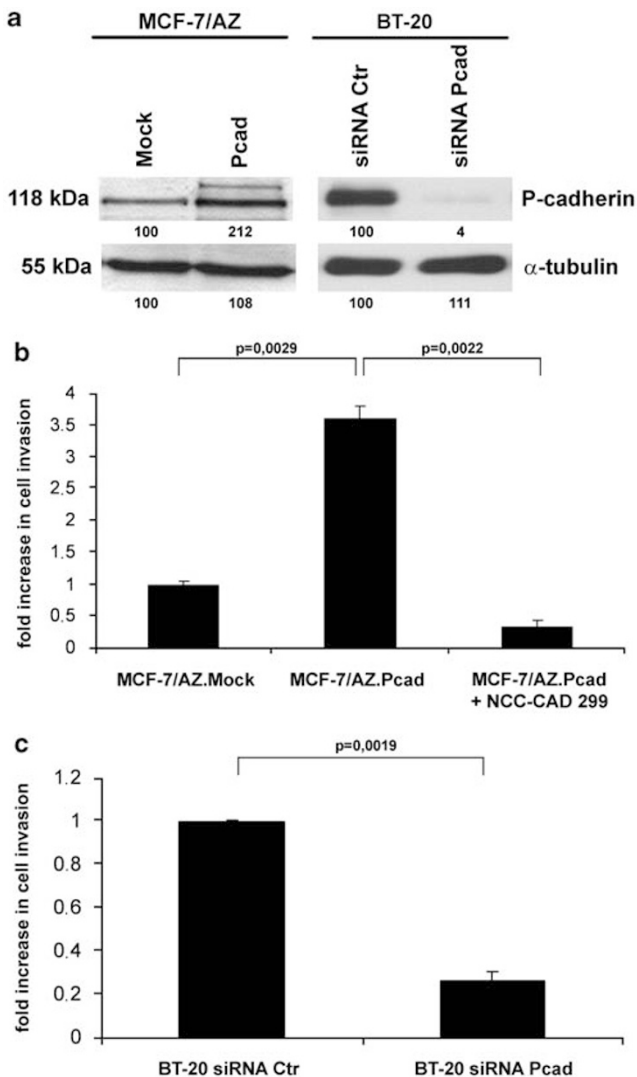 a
MCF-7/AZ BT-20
Mock Pcad siRNA Ctr siRNA Pcad
118 kDa P-cadherin
100 212 100 4
55 kDa α-tubulin
100 108 100 111
b
p=0,0029 p=0,0022
fold increase in cell invasion
4
3.5
3
2.5
2
1.5
1
0.5
0
MCF-7/AZ.Mock MCF-7/AZ.Pcad MCF-7/AZ.Pcad
+ NCC-CAD 299
c
p=0,0019
fold increase in cell invasion
1.2
1
0.8
0.6
0.4
0.2
0
BT-20 siRNA Ctr BT-20 siRNA Pcad